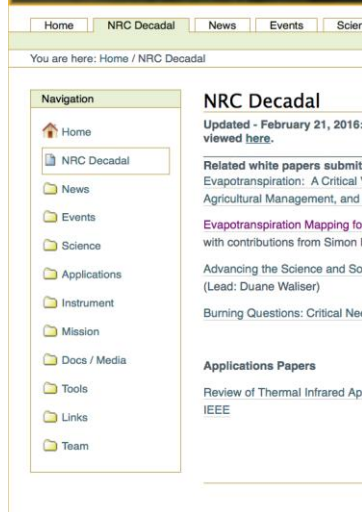 Home
NRC Decadal
News
Events
You are here: Home / NRC Decadal
Navigation
Home
NRC Decadal
News
Events
Science
Applications
Instrument
Mission
Docs / Media
Tools
Links
Team
NRC Decadal
Updated - February 21, 2016:
viewed here.
Related white papers submit
Evapotranspiration: A Critical
Agricultural Management, and
Evapotranspiration Mapping fo
with contributions from Simon
Advancing the Science and So
(Lead: Duane Waliser)
Burning Questions: Critical Nee
Applications Papers
Review of Thermal Infrared Ap
IEEE